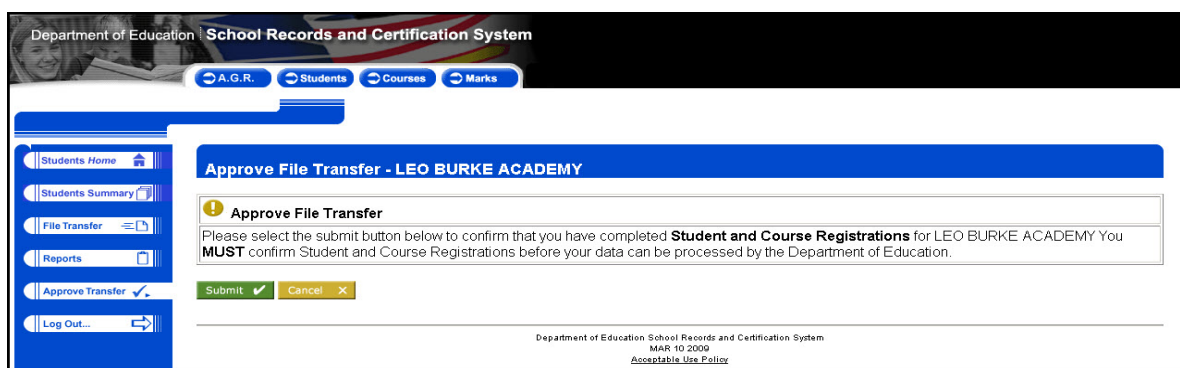 Department of Education School Records and Certification System
A.G.R. Students Courses Marks
Students Home
Students Summary
File Transfer
Reports
Approve Transfer
Log Out...
Approve File Transfer - LEO BURKE ACADEMY
Approve File Transfer
Please select the submit button below to confirm that you have completed Student and Course Registrations for LEO BURKE ACADEMY You
MUST confirm Student and Course Registrations before your data can be processed by the Department of Education.
Submit Cancel
Department of Education School Records and Certification System
MAR 10 2009
Acceptable Use Policy